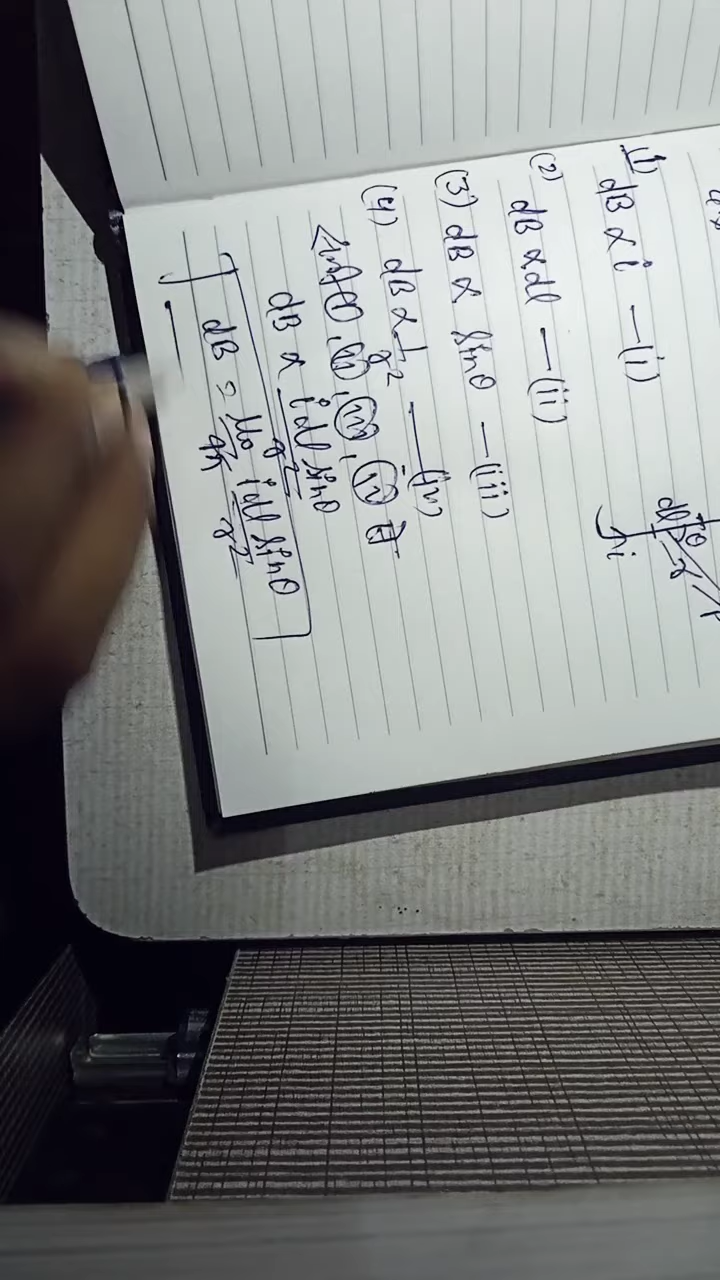 (1) dB ∝ i —(i)
(2) dB ∝ dl —(ii)
(3) dB ∝ sinθ —(iii)
(4) dB ∝ 1/r² —(iv)
(iii), (iv) से
dB ∝ i dl sinθ / r²
dB = μ₀/4π i dl sinθ / r²
dl θ
r P
i